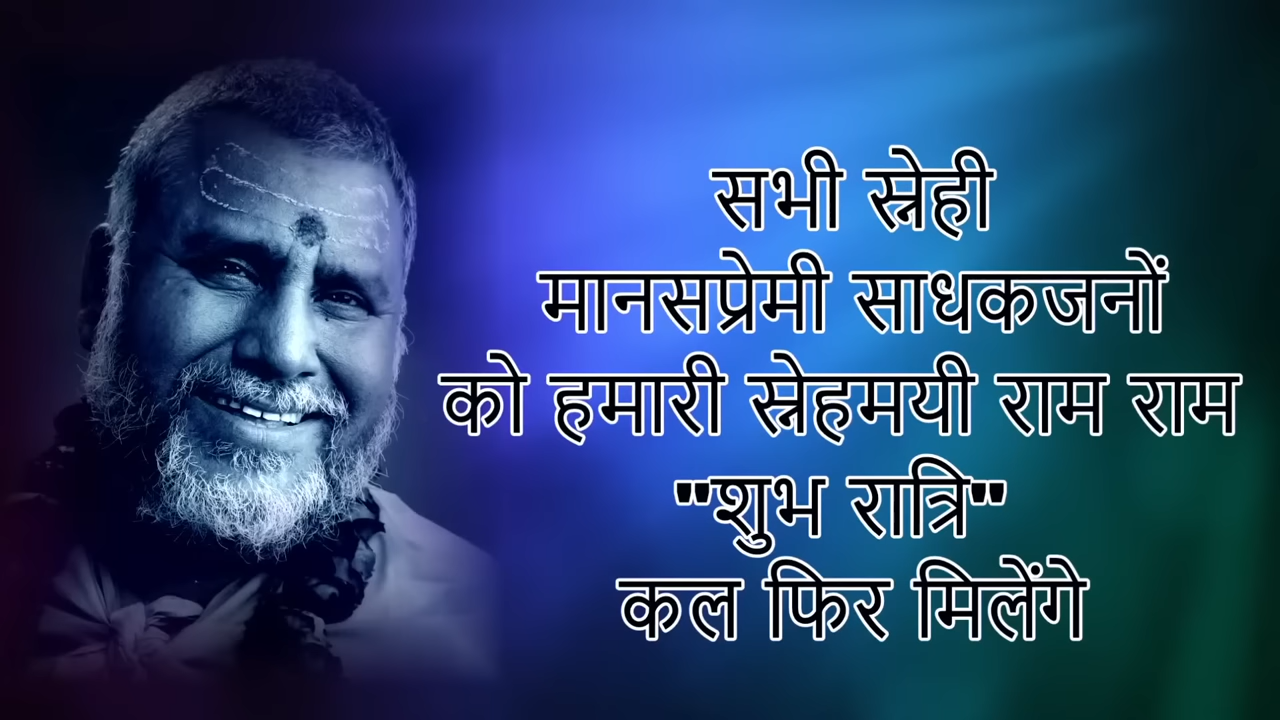 सभी स्नेही
मानसप्रेमी साधकजनों
को हमारी स्नेहमयी राम राम
"शुभ रात्रि"
कल फिर मिलेंगे